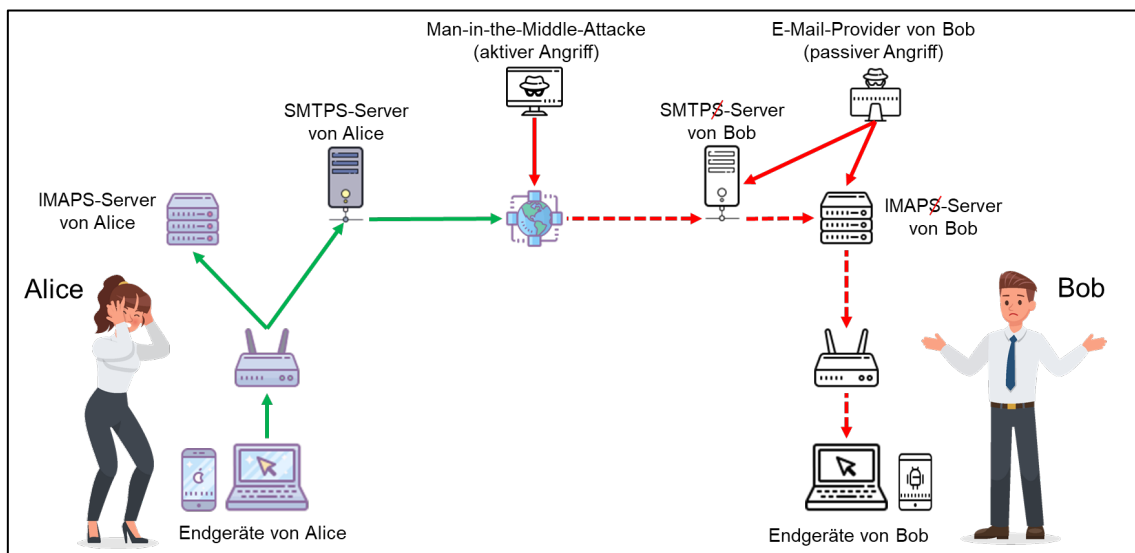 Man-in-the-Middle-Attacke
(aktiver Angriff)
E-Mail-Provider von Bob
(passiver Angriff)
SMTPS-Server
von Alice
SMTPS-Server
von Bob
IMAPS-Server
von Alice
IMAPS-Server
von Bob
Alice
Bob
Endgeräte von Alice
Endgeräte von Bob